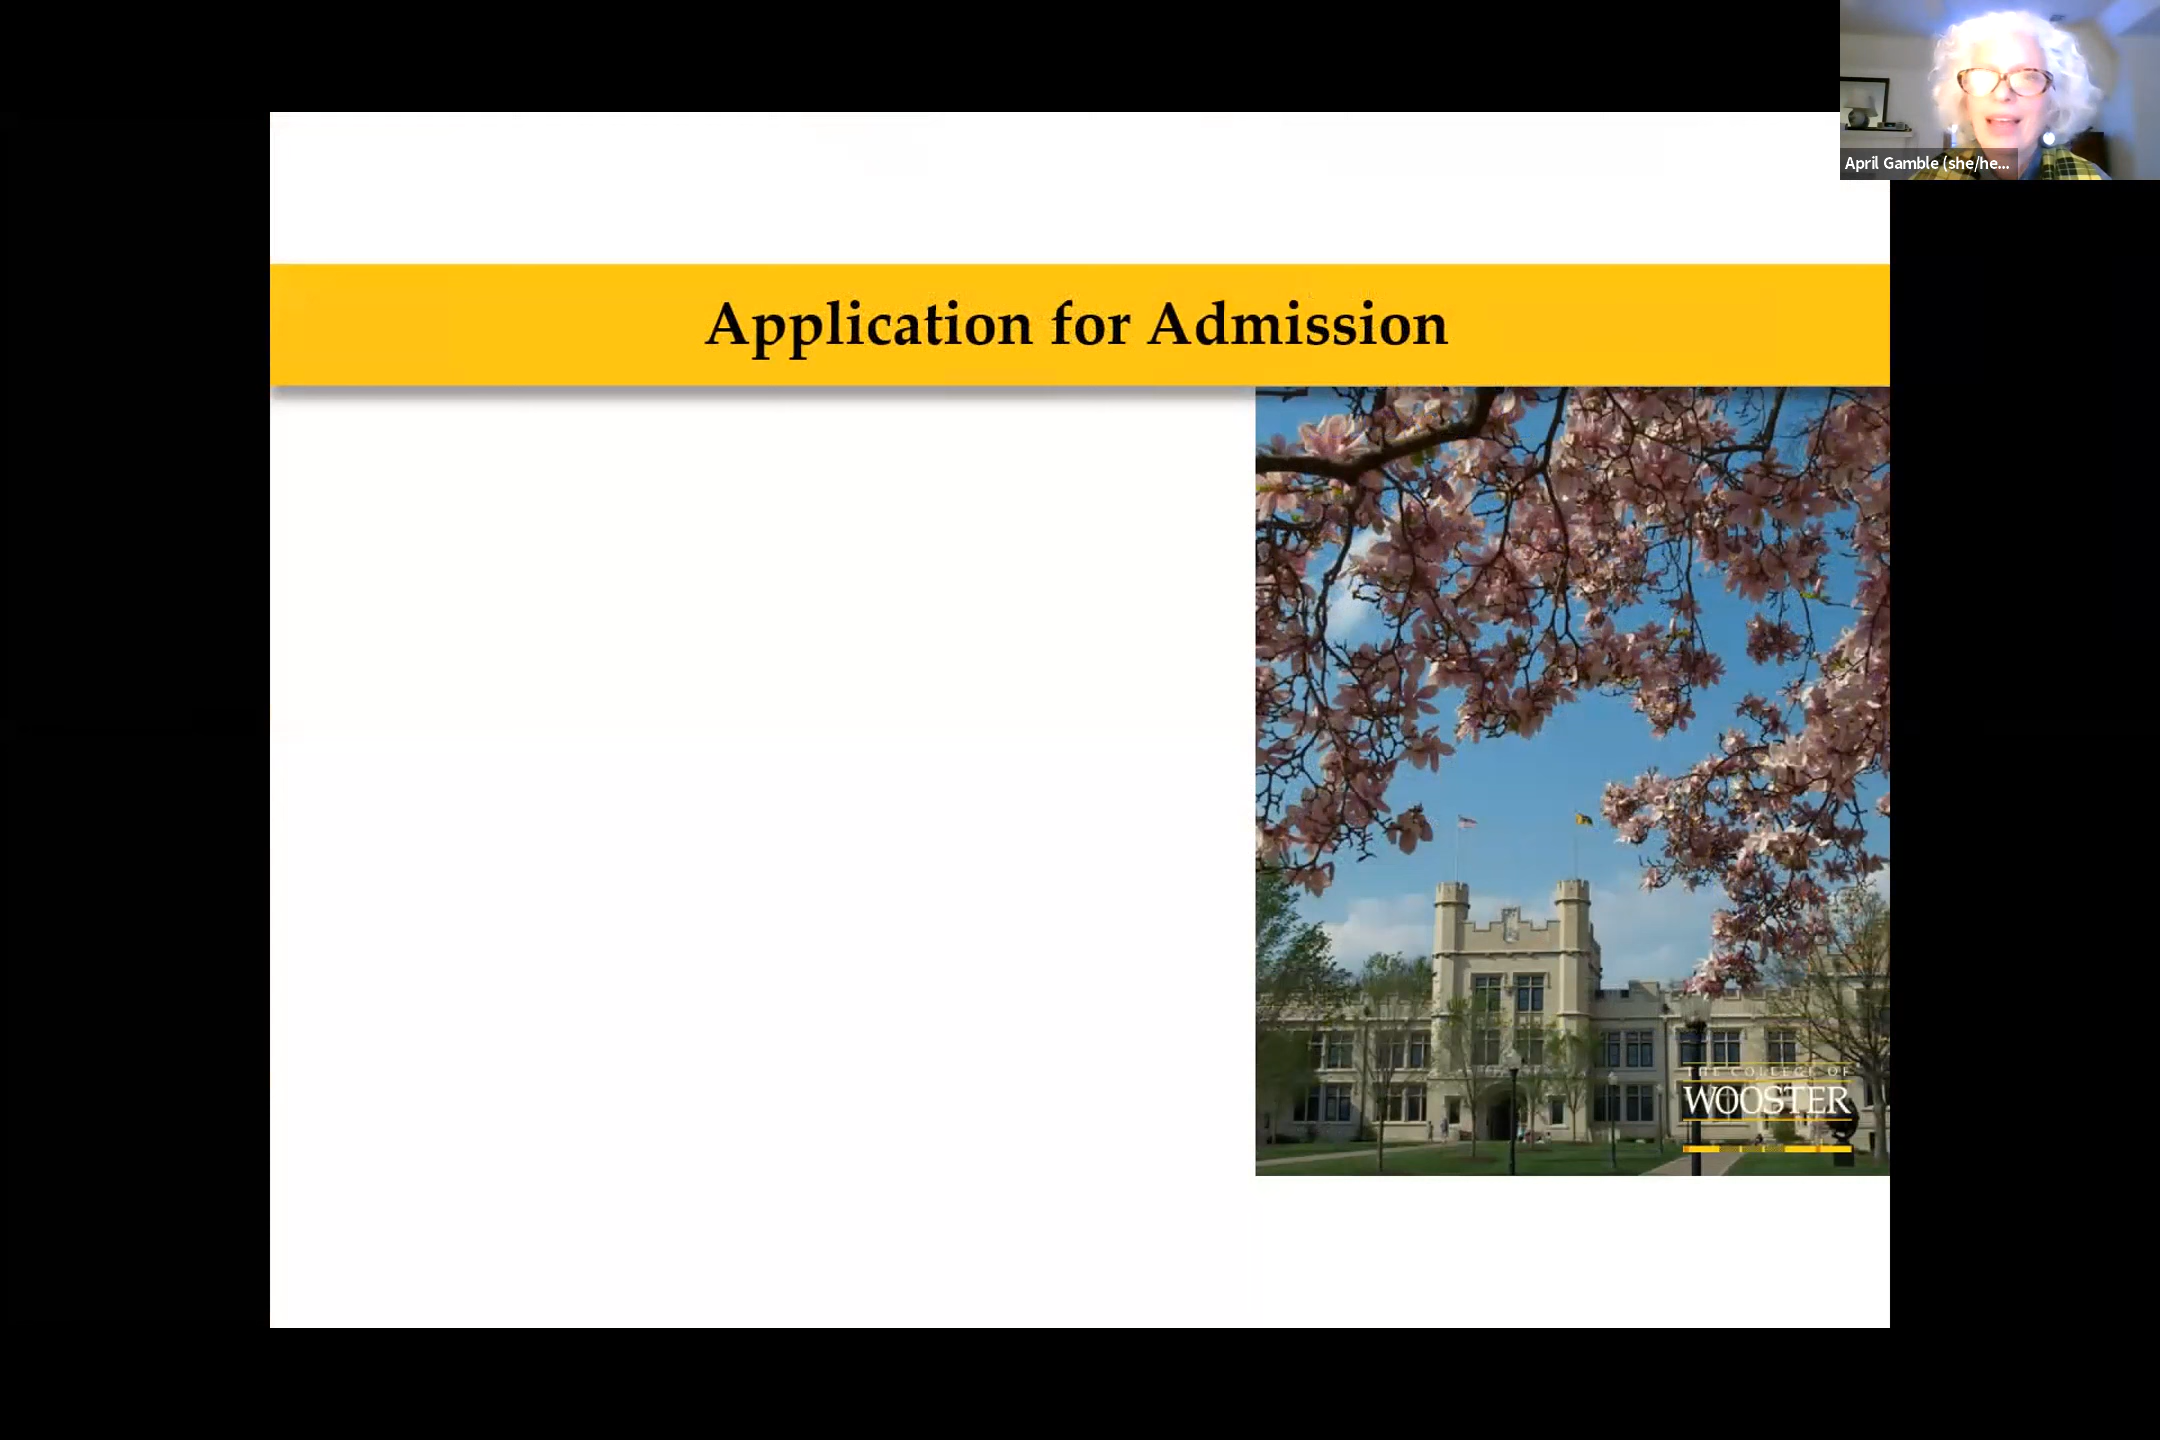 April Gamble (she/he...
Application for Admission
THE COLLEGE OF
WOOSTER